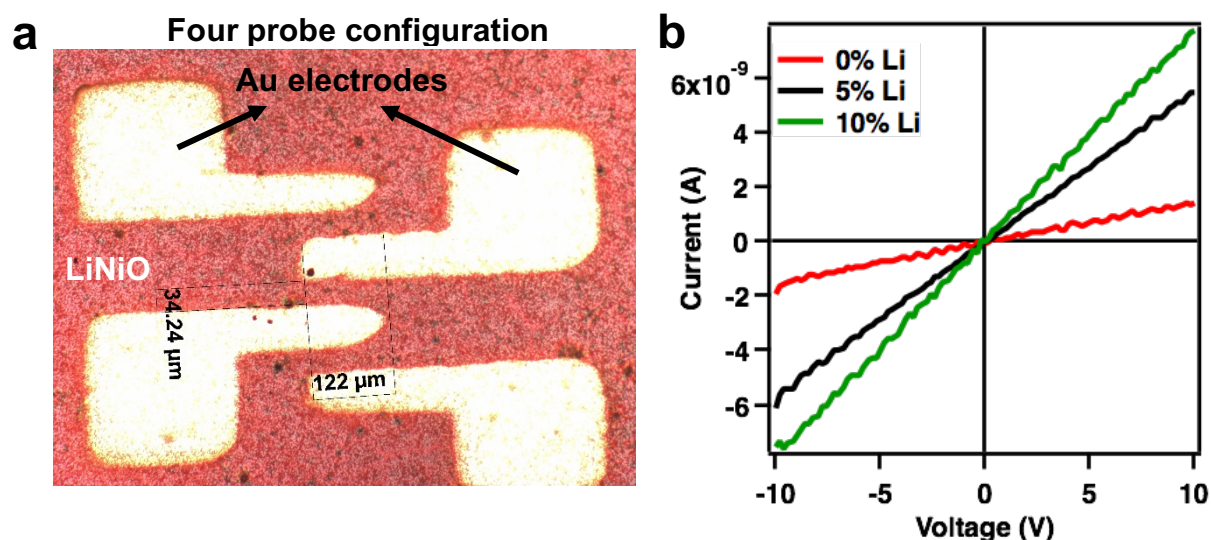 a
Four probe configuration
Au electrodes
LiNiO
34.24 µm
122 µm
b
0% Li
5% Li
10% Li
6x10⁻⁹
4
2
0
-2
-4
-6
Current (A)
-10
-5
0
5
10
Voltage (V)